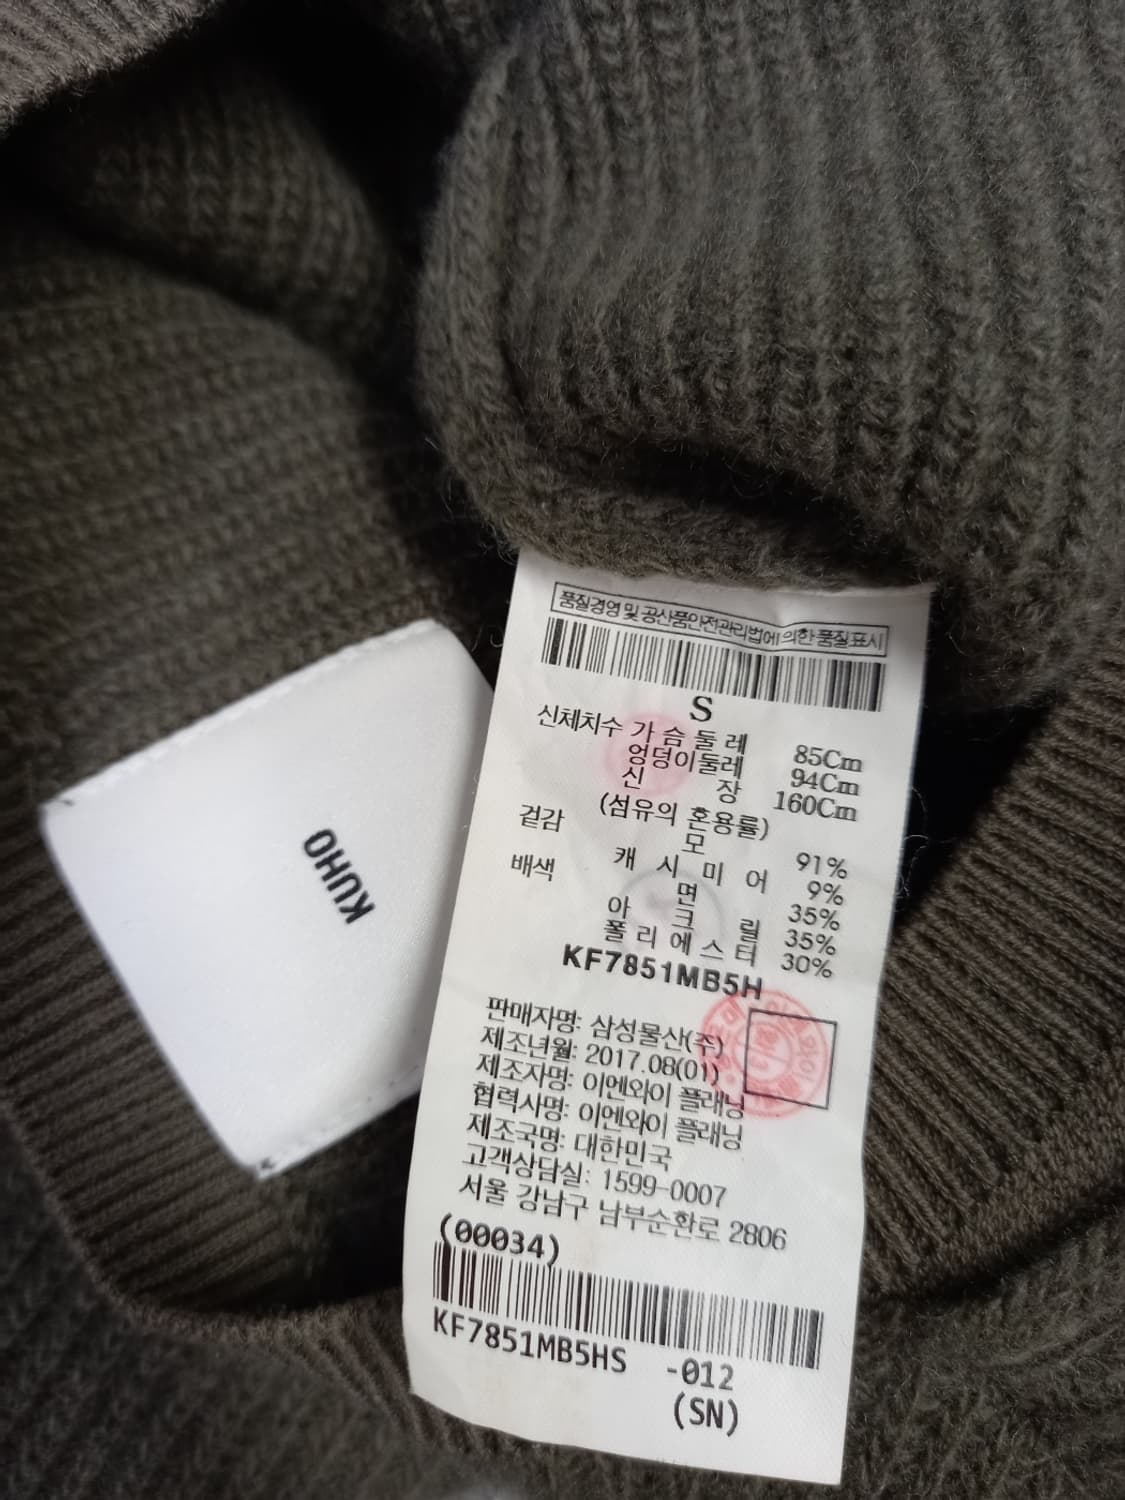 품질경영 및 공산품안전관리법에 의한 품질표시
S
신체치수 가슴둘레 85Cm
엉덩이둘레 94Cm
신장 160Cm
(섬유의 혼용률)
겉감 모 91%
캐시미어 9%
배색 면 35%
아크릴 35%
폴리에스터 30%
KF7851MB5H
판매자명: 삼성물산(주)
제조년월: 2017.08(01)
제조자명: 이엔와이 플래닝
협력사명: 이엔와이 플래닝
제조국명: 대한민국
고객상담실: 1599-0007
서울 강남구 남부순환로 2806
(00034)
KF7851MB5HS -012
(SN)
KUHO